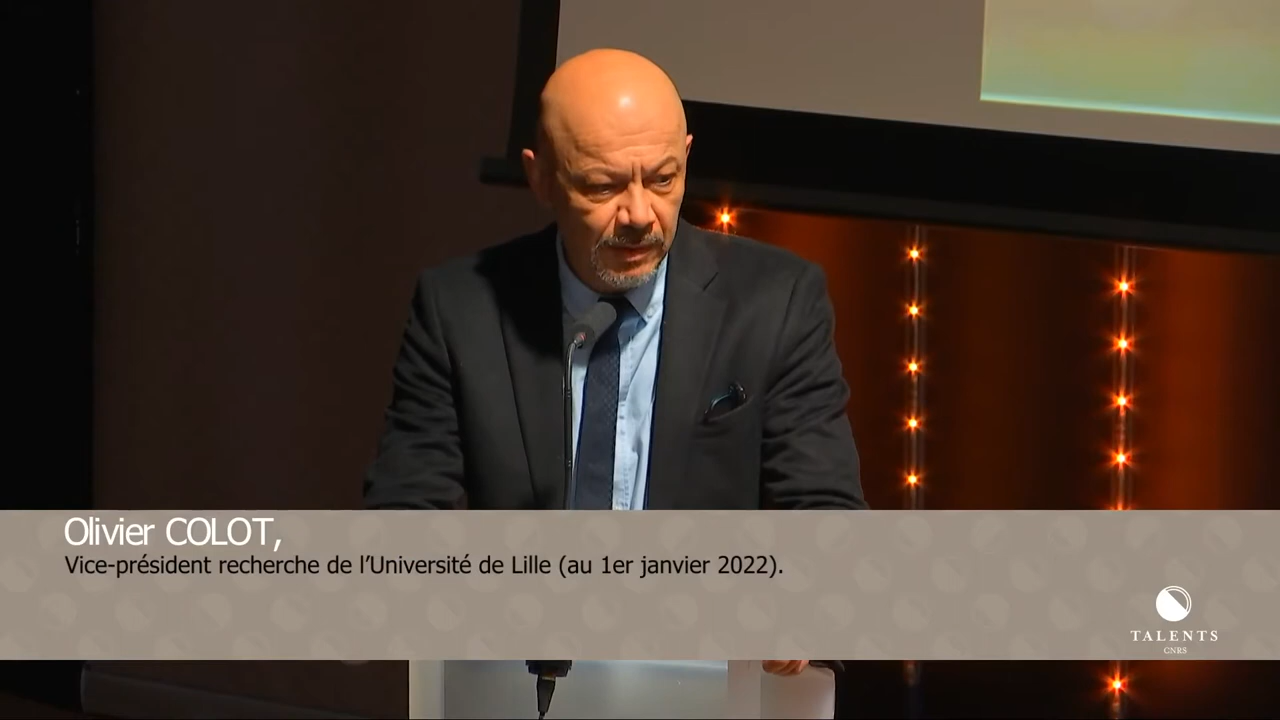 Olivier COLOT,
Vice-président recherche de l’Université de Lille (au 1er janvier 2022).
TALENTS
CNRS